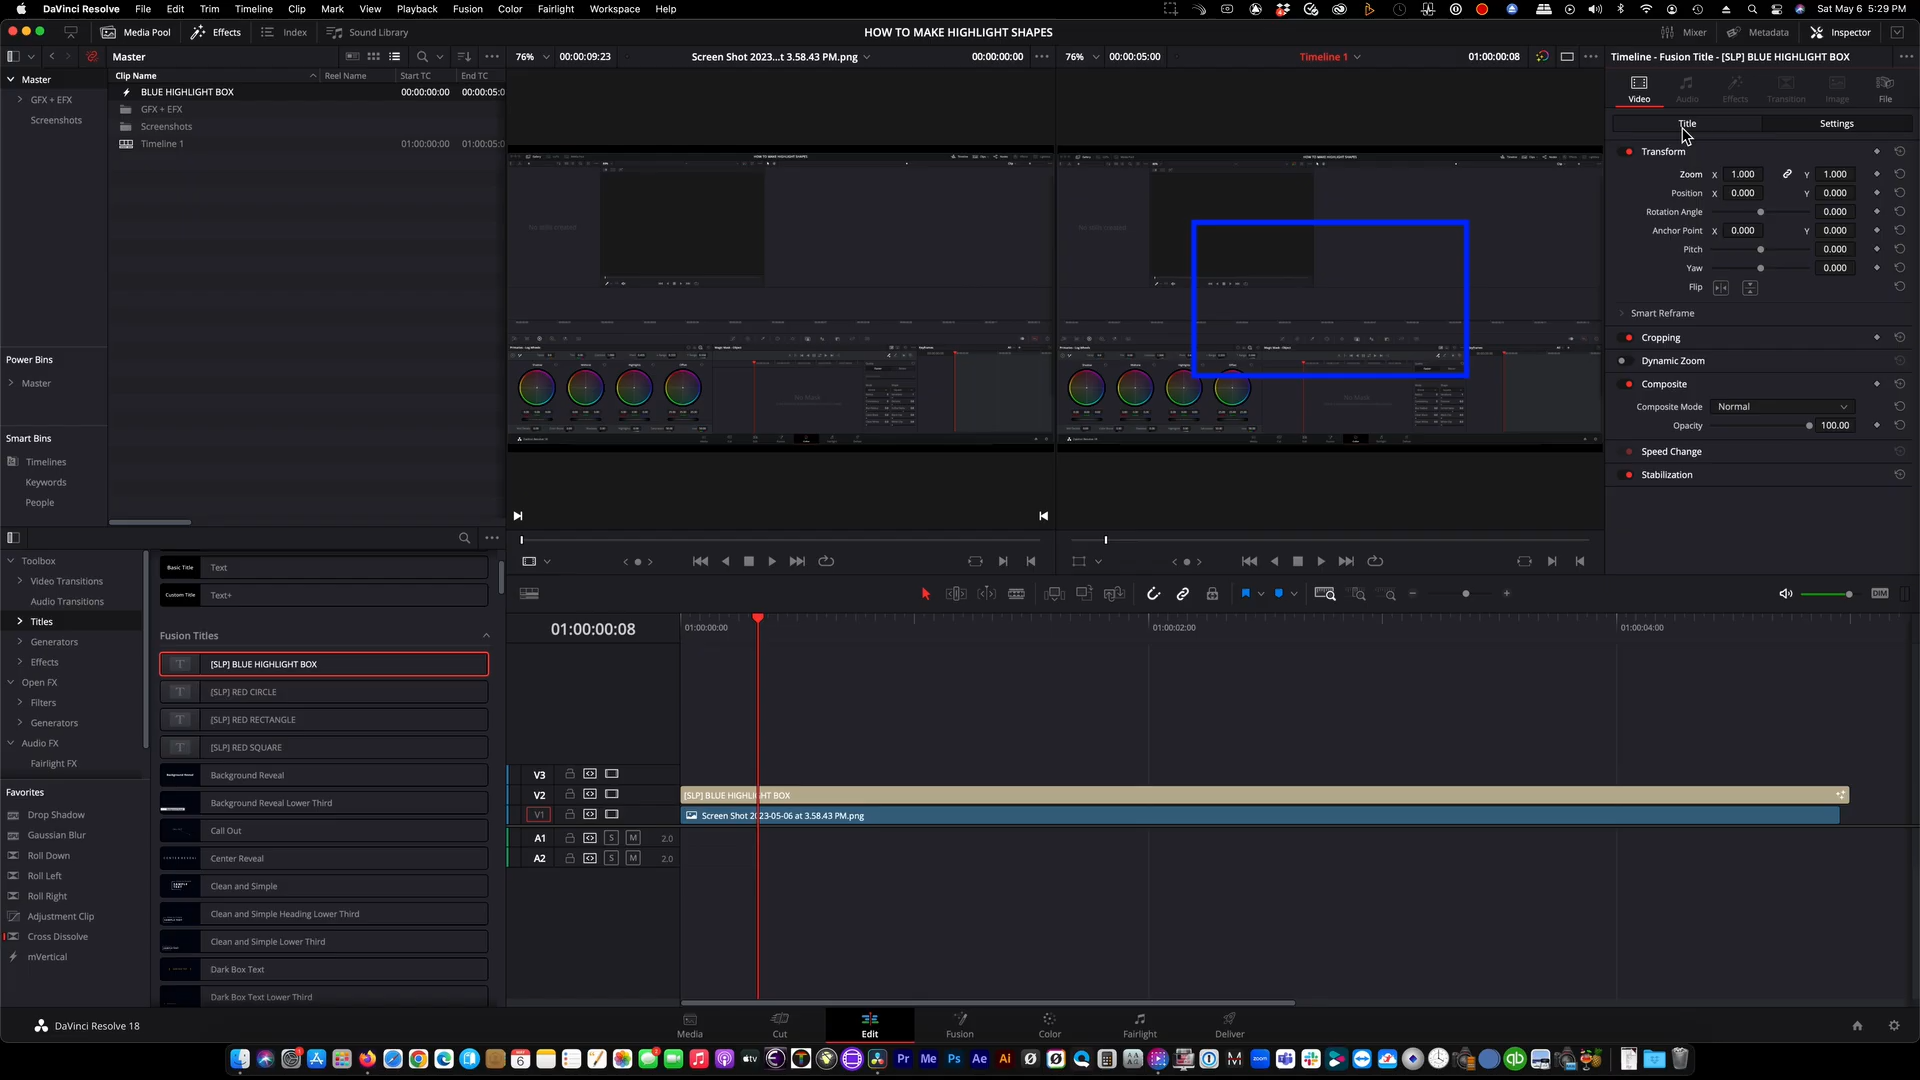 DaVinci Resolve File Edit Trim Timeline Clip Mark View Playback Fusion Color Fairlight Workspace Help
Sat May 6 5:29 PM
Media Pool Effects Index Sound Library
HOW TO MAKE HIGHLIGHT SHAPES
Mixer Metadata Inspector
Master
76% 00:00:09:23 Screen Shot 2023...t 3.58.43 PM.png 00:00:00:00
76% 00:00:05:00 Timeline 1 01:00:00:08
Timeline - Fusion Title - [SLP] BLUE HIGHLIGHT BOX
Master
GFX + EFX
Screenshots
Clip Name Reel Name Start TC End TC
BLUE HIGHLIGHT BOX 00:00:00:00 00:00:05:0
GFX + EFX
Screenshots
Timeline 1 01:00:00:00 01:00:05:0
Power Bins
Master
Smart Bins
Timelines
Keywords
People
Video Audio Effects Transition Image File
Title Settings
Transform
Zoom X 1.000 Y 1.000
Position X 0.000 Y 0.000
Rotation Angle 0.000
Anchor Point X 0.000 Y 0.000
Pitch 0.000
Yaw 0.000
Flip
Smart Reframe
Cropping
Dynamic Zoom
Composite
Composite Mode Normal
Opacity 100.00
Speed Change
Stabilization
Toolbox
Video Transitions
Audio Transitions
Titles
Generators
Effects
Open FX
Filters
Generators
Audio FX
Fairlight FX
Favorites
Drop Shadow
Gaussian Blur
Roll Down
Roll Left
Roll Right
Adjustment Clip
Cross Dissolve
mVertical
Basic Title Text
Custom Title Text+
Fusion Titles
[SLP] BLUE HIGHLIGHT BOX
[SLP] RED CIRCLE
[SLP] RED RECTANGLE
[SLP] RED SQUARE
Background Reveal
Background Reveal Lower Third
Call Out
Center Reveal
Clean and Simple
Clean and Simple Heading Lower Third
Clean and Simple Lower Third
Dark Box Text
Dark Box Text Lower Third
DIM
01:00:00:08
01:00:00:00 01:00:02:00 01:00:04:00
V3
V2
[SLP] BLUE HIGHLIGHT BOX
V1
Screen Shot 2023-05-06 at 3.58.43 PM.png
A1 S M 2.0
A2 S M 2.0
DaVinci Resolve 18
Media Cut Edit Fusion Color Fairlight Deliver